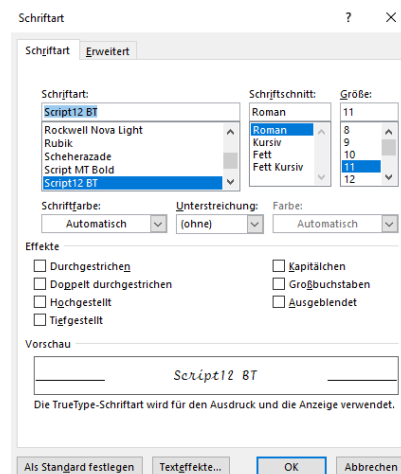 Schriftart ? ×
Schriftart Erweitert
Schriftart: Schriftschnitt: Größe:
Script12 BT Roman 11
Rockwell Nova Light Roman 8
Rubik Kursiv 9
Scheherazade Fett 10
Script MT Bold Fett Kursiv 11
Script12 BT 12
Schriftfarbe: Unterstreichung: Farbe:
Automatisch (ohne) Automatisch
Effekte
Durchgestrichen Kapitälchen
Doppelt durchgestrichen Großbuchstaben
Hochgestellt Ausgeblendet
Tiefgestellt
Vorschau
Script12 BT
Die TrueType-Schriftart wird für den Ausdruck und die Anzeige verwendet.
Als Standard festlegen Texteffekte... OK Abbrechen